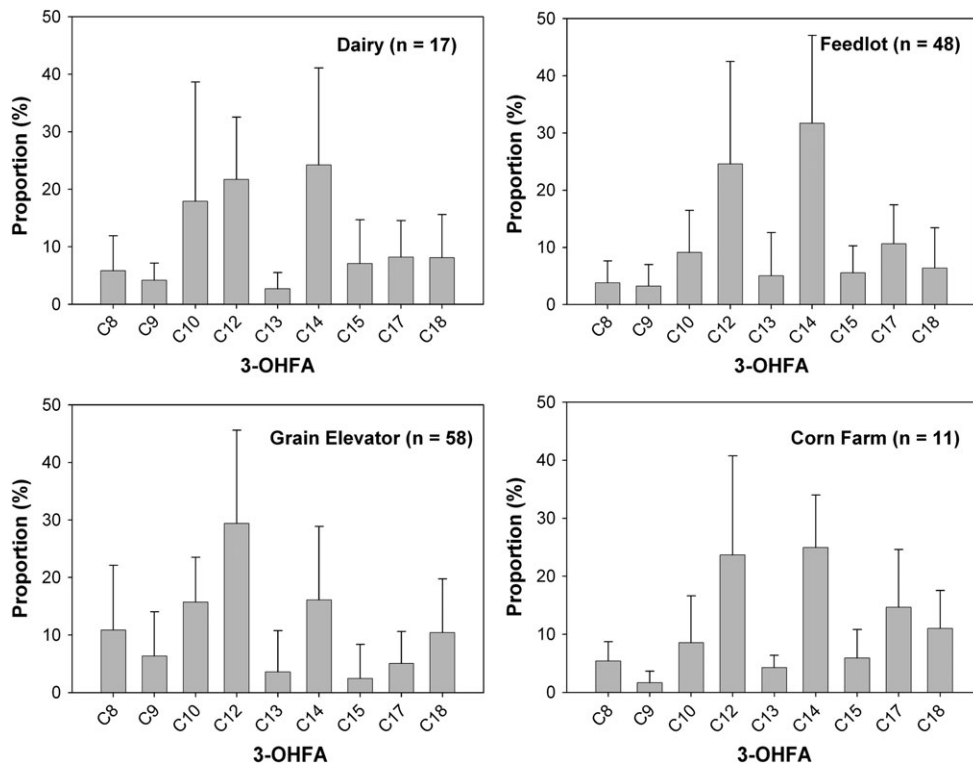 Dairy (n = 17)
Proportion (%)
50
40
30
20
10
0
C8 C9 C10 C12 C13 C14 C15 C17 C18
3-OHFA
Feedlot (n = 48)
Proportion (%)
50
40
30
20
10
0
C8 C9 C10 C12 C13 C14 C15 C17 C18
3-OHFA
Grain Elevator (n = 58)
Proportion (%)
50
40
30
20
10
0
C8 C9 C10 C12 C13 C14 C15 C17 C18
3-OHFA
Corn Farm (n = 11)
Proportion (%)
50
40
30
20
10
0
C8 C9 C10 C12 C13 C14 C15 C17 C18
3-OHFA